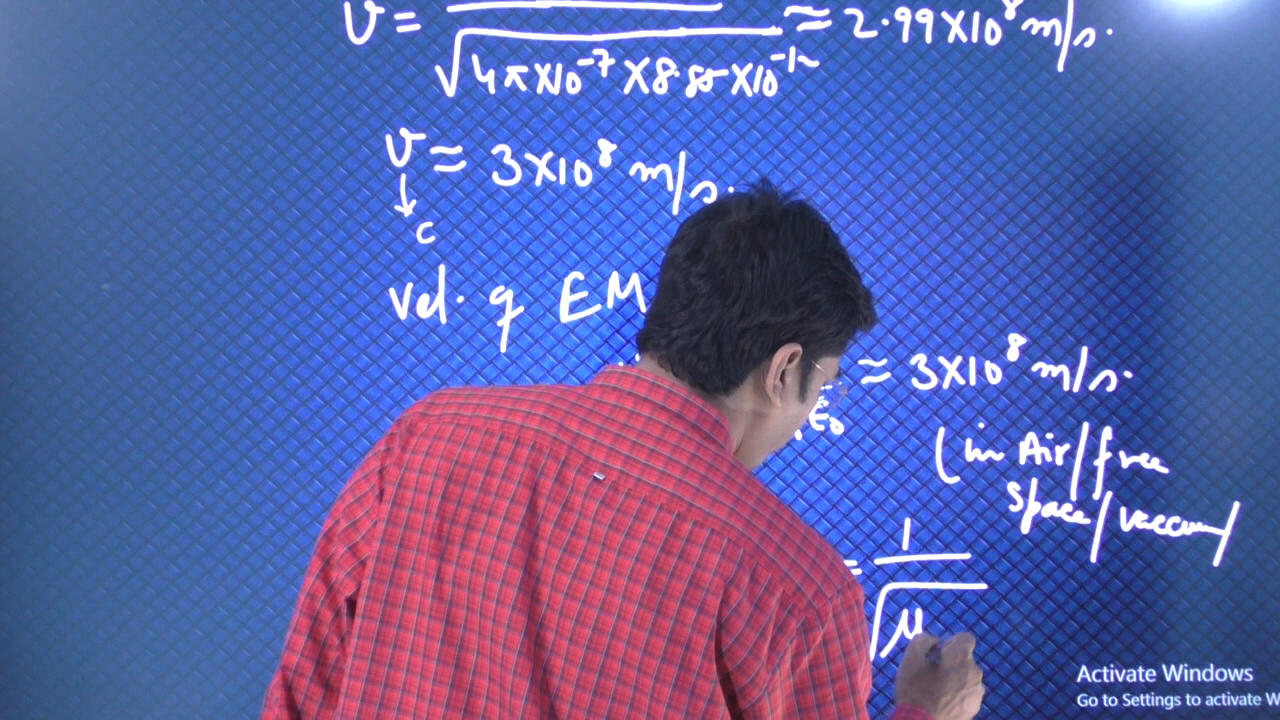 v = √4π×10⁻⁷ × 8.85×10⁻¹² ≈ 2.99×10⁸ m/s.
v ≈ 3×10⁸ m/s.
↓
c
Vel. of EM
≈ 3×10⁸ m/s.
ε₀
(in Air/free
space/vaccum/
= 1
√μ
Activate Windows
Go to Settings to activate W